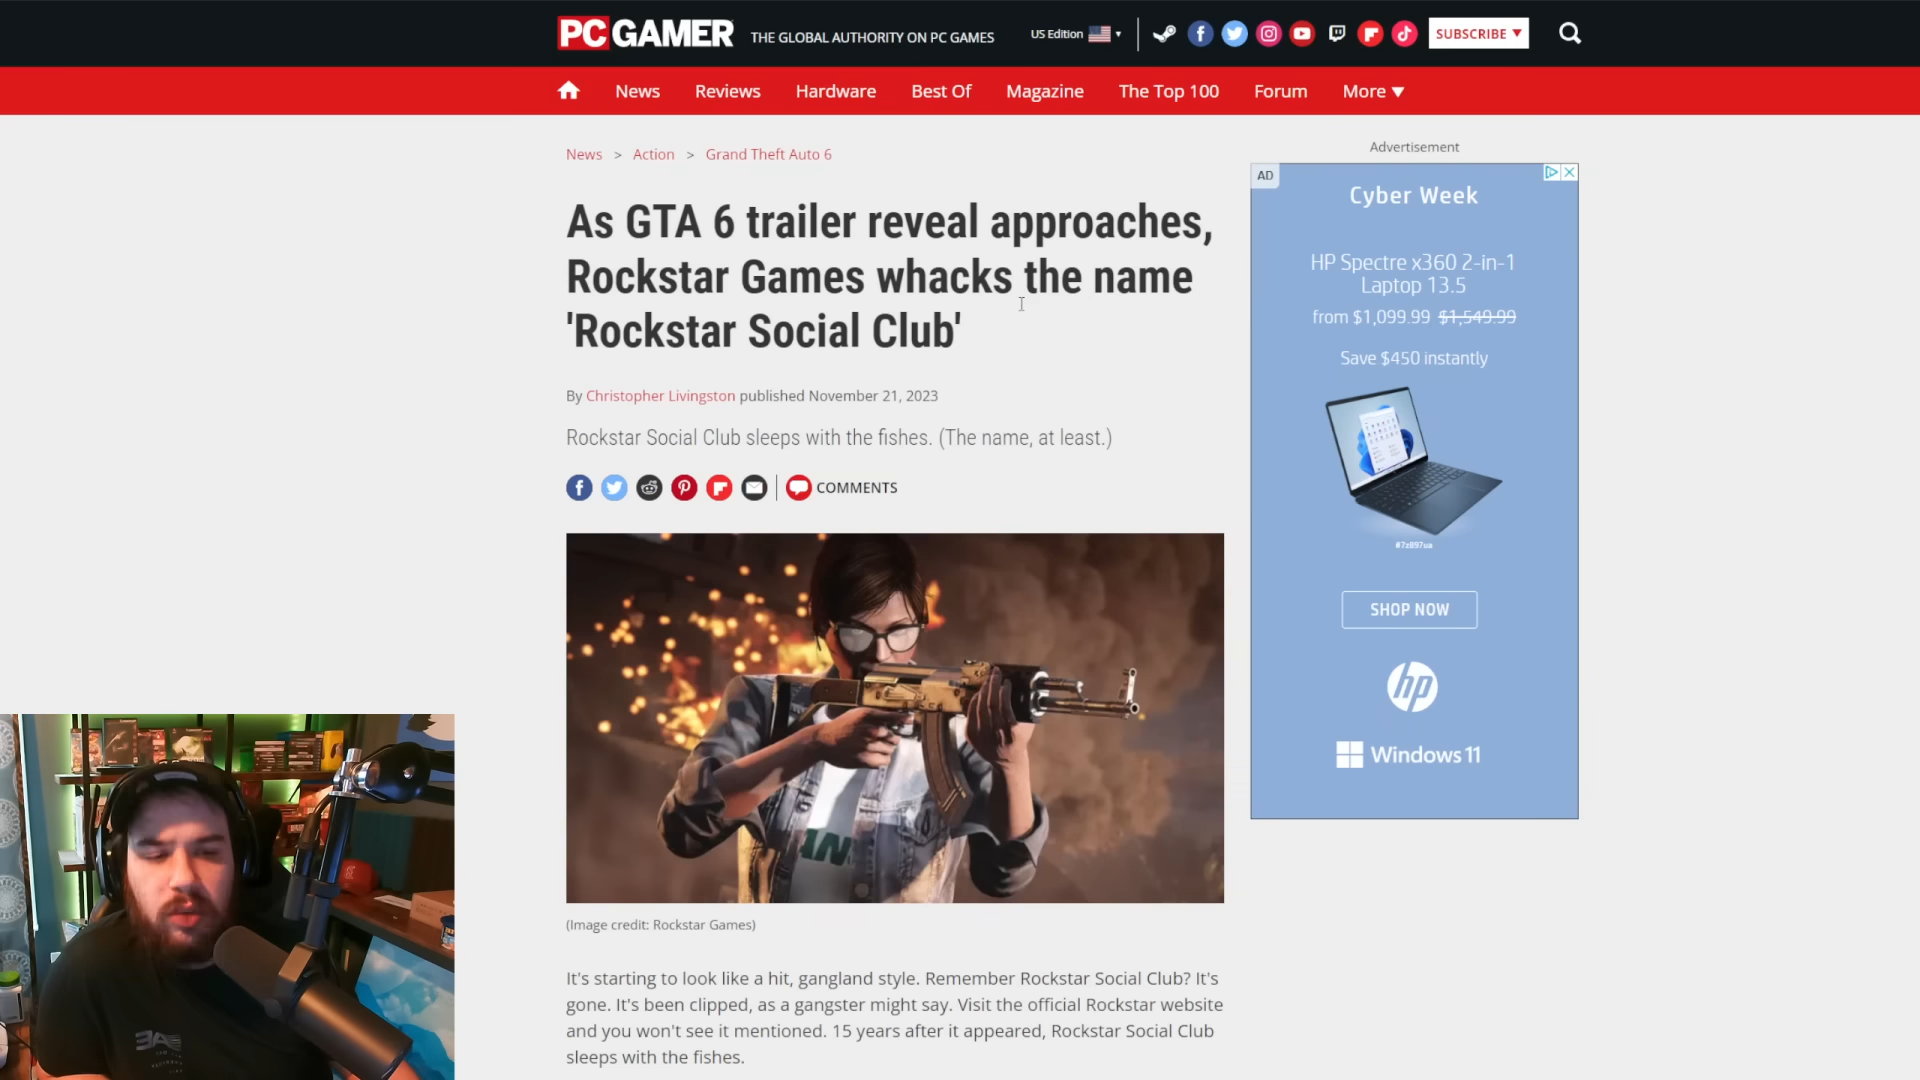 PC GAMER
THE GLOBAL AUTHORITY ON PC GAMES
US Edition
SUBSCRIBE
News
Reviews
Hardware
Best Of
Magazine
The Top 100
Forum
More
News > Action > Grand Theft Auto 6
As GTA 6 trailer reveal approaches,
Rockstar Games whacks the name
'Rockstar Social Club'
By Christopher Livingston published November 21, 2023
Rockstar Social Club sleeps with the fishes. (The name, at least.)
COMMENTS
(Image credit: Rockstar Games)
It's starting to look like a hit, gangland style. Remember Rockstar Social Club? It's
gone. It's been clipped, as a gangster might say. Visit the official Rockstar website
and you won't see it mentioned. 15 years after it appeared, Rockstar Social Club
sleeps with the fishes.
Advertisement
AD
Cyber Week
HP Spectre x360 2-in-1
Laptop 13.5
from $1,099.99 $1,549.99
Save $450 instantly
SHOP NOW
hp
Windows 11